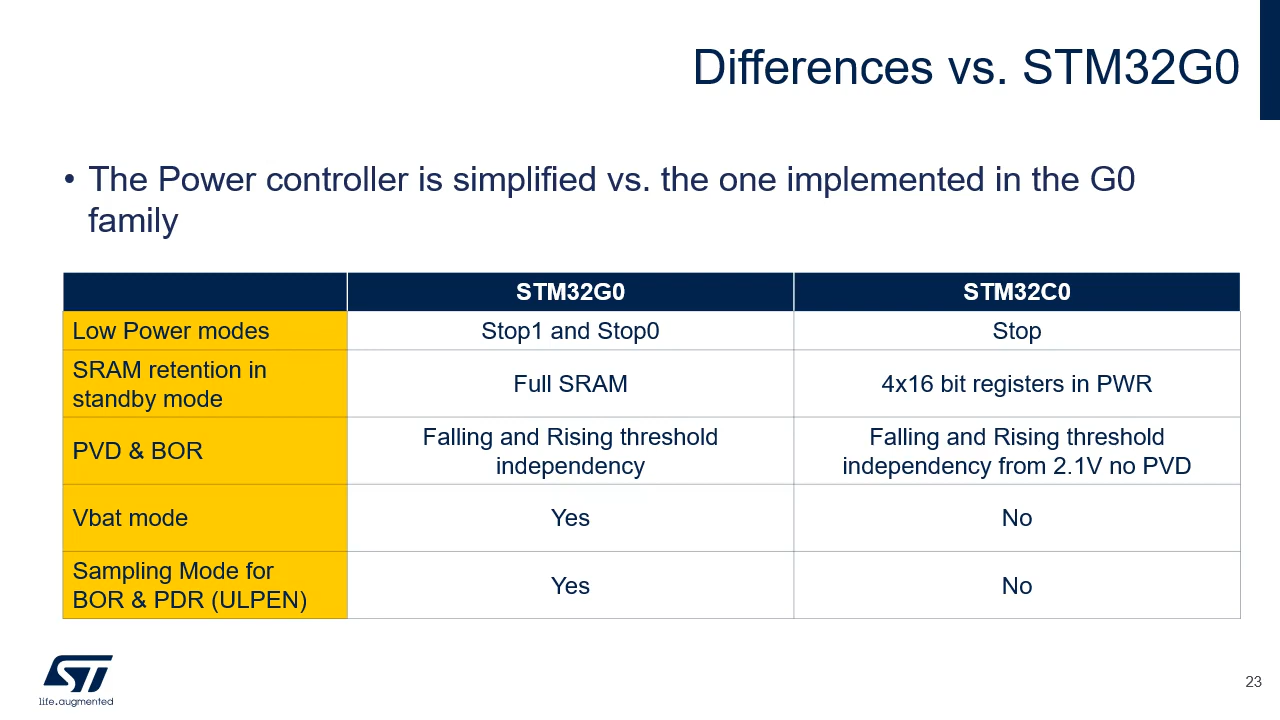 Differences vs. STM32G0
• The Power controller is simplified vs. the one implemented in the G0
family
STM32G0 STM32C0
Low Power modes Stop1 and Stop0 Stop
SRAM retention in
standby mode Full SRAM 4x16 bit registers in PWR
PVD & BOR Falling and Rising threshold
independency Falling and Rising threshold
independency from 2.1V no PVD
Vbat mode Yes No
Sampling Mode for
BOR & PDR (ULPEN) Yes No
ST
life.augmented
23